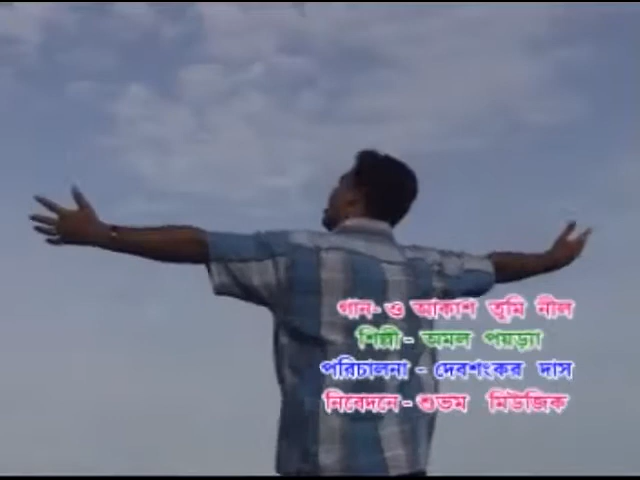 গান- ও আকাশ তুমি নীল
শিল্পী - অমল পয়ড়্যা
পরিচালনা - দেবশংকর দাস
নিবেদনে - শুভম মিউজিক